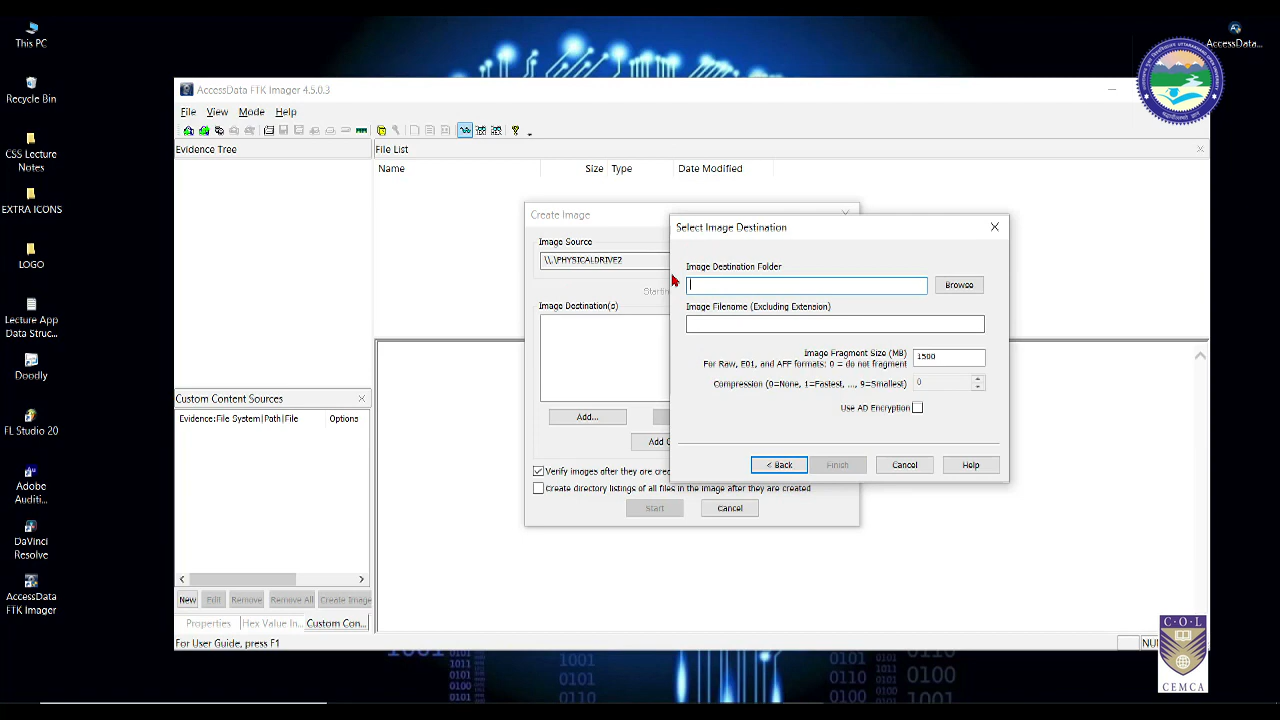 This PC
Recycle Bin
CSS Lecture
Notes
EXTRA ICONS
LOGO
Lecture App
Data Struc...
Doodly
FL Studio 20
Adobe
Auditi...
DaVinci
Resolve
AccessData
FTK Imager
AccessData...
AccessData FTK Imager 4.5.0.3
File View Mode Help
Evidence Tree
File List
Name Size Type Date Modified
Create Image
Image Source
\\.\PHYSICALDRIVE2
Startin
Image Destination(s)
Add...
Add O
Verify images after they are crea
Create directory listings of all files in the image after they are created
Start Cancel
Select Image Destination
Image Destination Folder
Browse
Image Filename (Excluding Extension)
Image Fragment Size (MB) 1500
For Raw, E01, and AFF formats: 0 = do not fragment
Compression (0=None, 1=Fastest, ..., 9=Smallest) 0
Use AD Encryption
< Back Finish Cancel Help
Custom Content Sources
Evidence:File System|Path|File Options
New Edit Remove Remove All Create Image
Properties Hex Value In... Custom Con...
For User Guide, press F1
NU
C·O·L
CEMCA